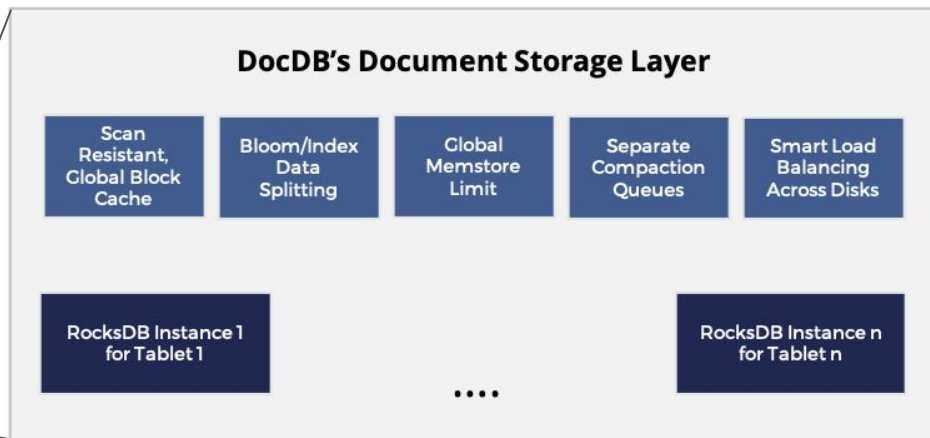 DocDB's Document Storage Layer
Scan
Resistant,
Global Block
Cache
Bloom/Index
Data
Splitting
Global
Memstore
Limit
Separate
Compaction
Queues
Smart Load
Balancing
Across Disks
RocksDB Instance 1
for Tablet 1
....
RocksDB Instance n
for Tablet n